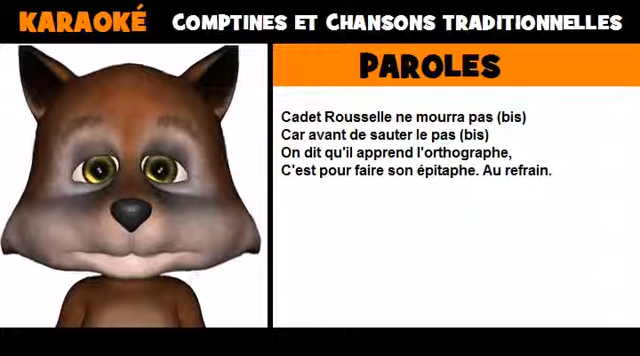 KARAOKÉ COMPTINES ET CHANSONS TRADITIONNELLES
PAROLES
Cadet Rousselle ne mourra pas (bis)
Car avant de sauter le pas (bis)
On dit qu'il apprend l'orthographe,
C'est pour faire son épitaphe. Au refrain.